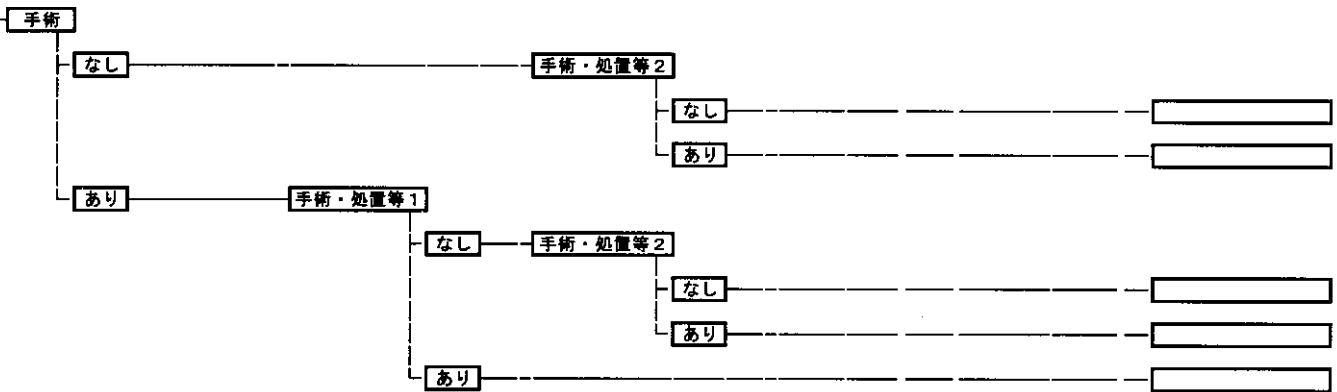 手術
なし 手術・処置等2
なし
あり
あり 手術・処置等1
なし 手術・処置等2
なし
あり
あり